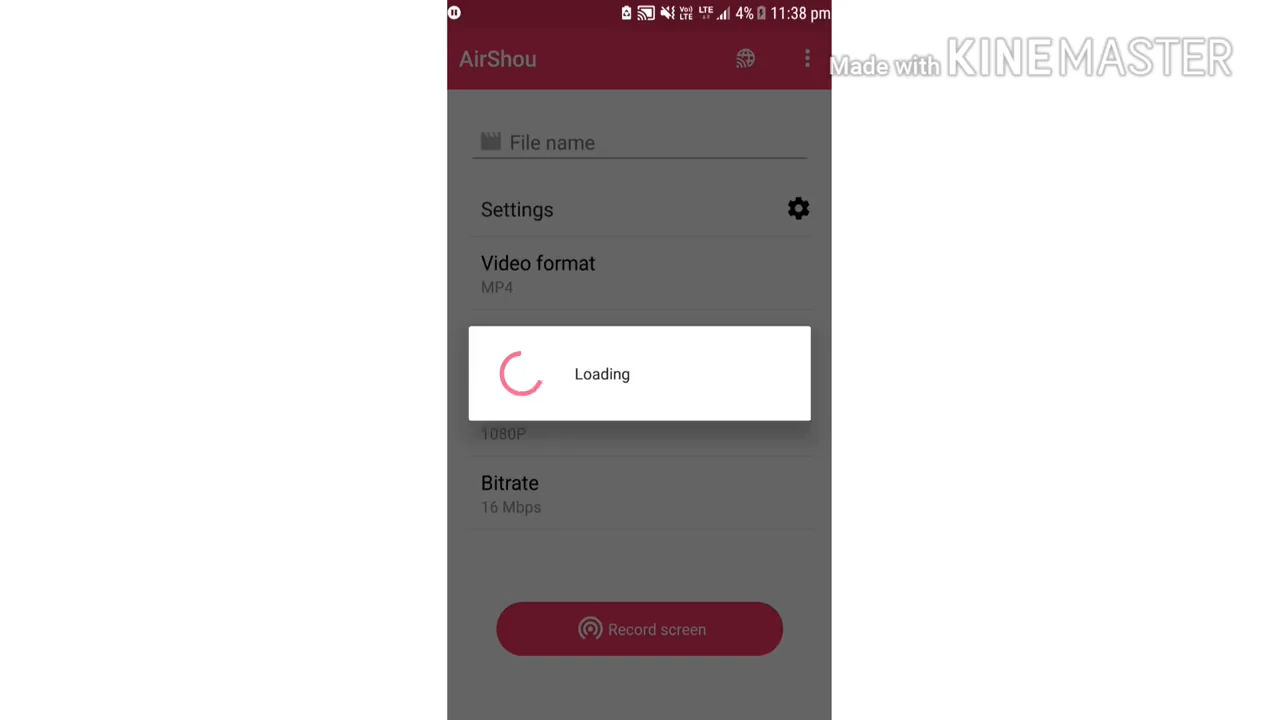 4% 11:38 pm
AirShou
Made with KINEMASTER
File name
Settings
Video format
MP4
Loading
1080P
Bitrate
16 Mbps
Record screen